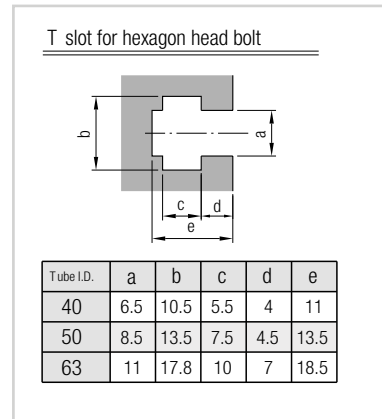 T slot for hexagon head bolt
b
a
c
d
e
Tube I.D. a b c d e
40 6.5 10.5 5.5 4 11
50 8.5 13.5 7.5 4.5 13.5
63 11 17.8 10 7 18.5